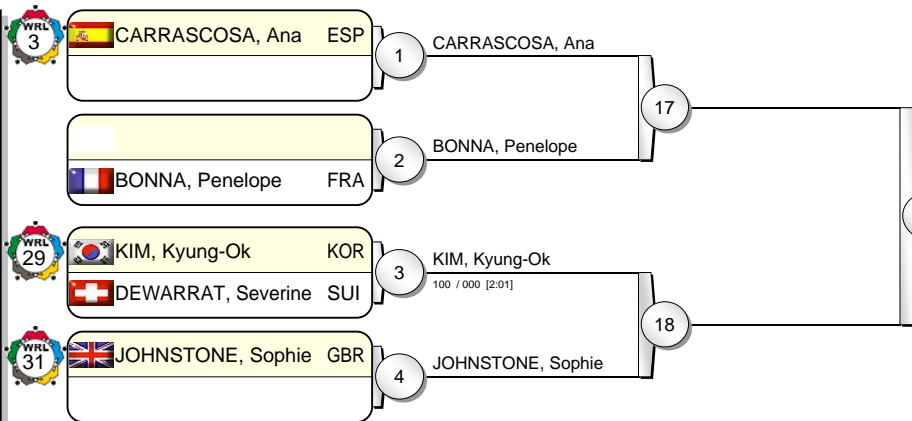 WRL
3
CARRASCOSA, Ana ESP
1
CARRASCOSA, Ana
17
2
BONNA, Penelope
BONNA, Penelope FRA
WRL
29
KIM, Kyung-Ok KOR
3
KIM, Kyung-Ok
100 / 000 [2:01]
DEWARRAT, Severine SUI
18
WRL
31
JOHNSTONE, Sophie GBR
4
JOHNSTONE, Sophie